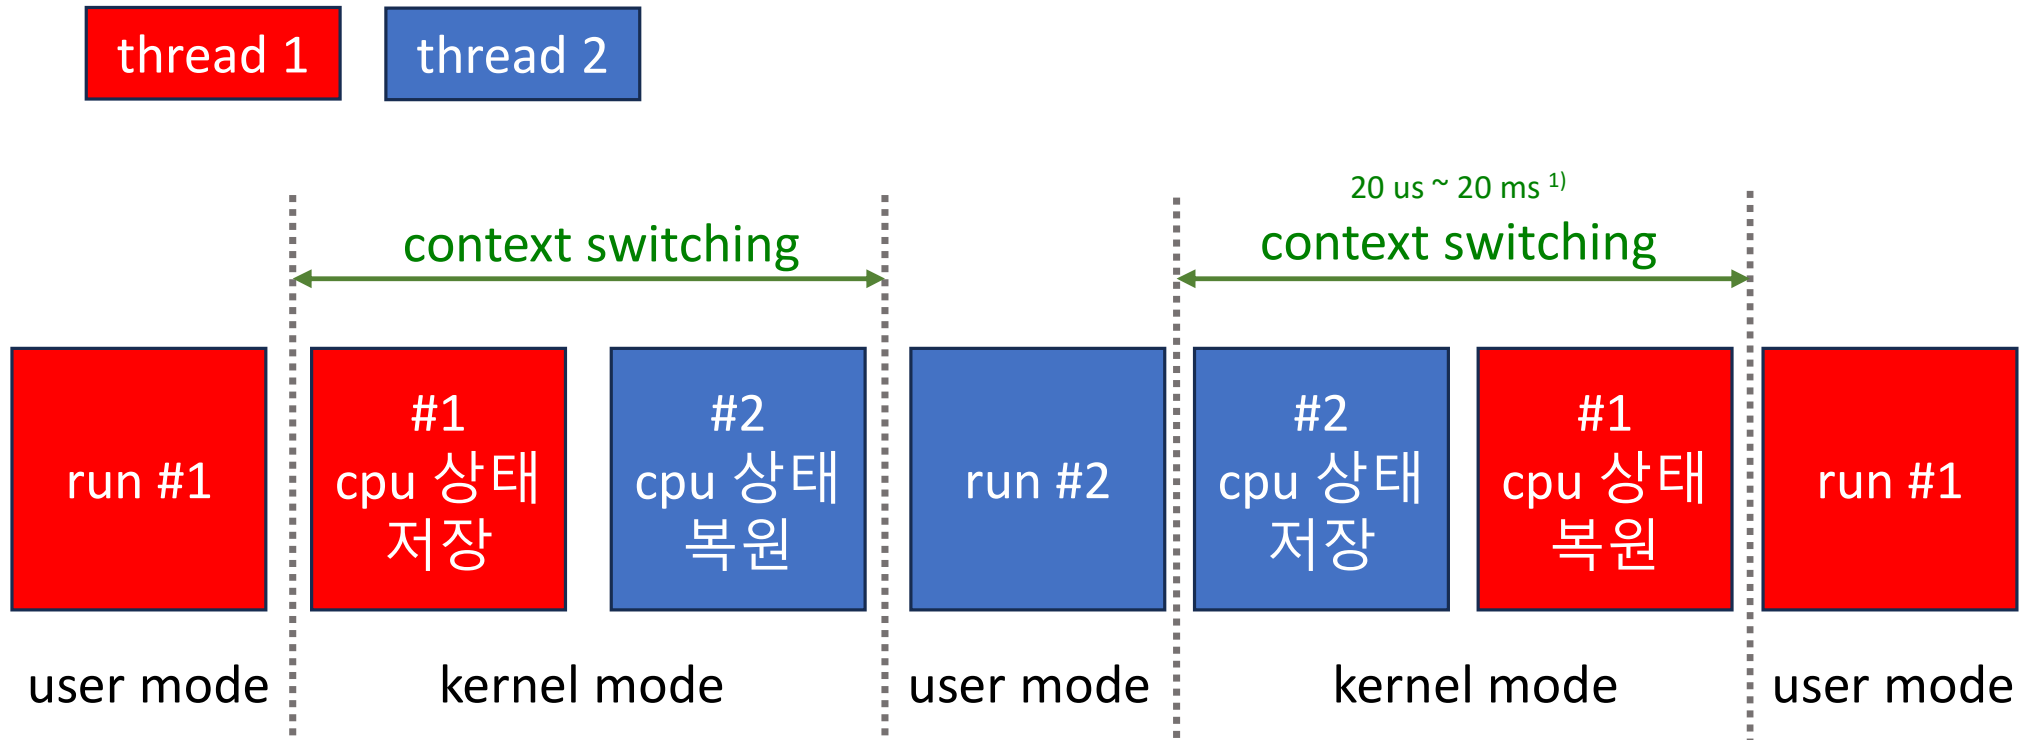 thread 1
thread 2
20 us ~ 20 ms 1)
context switching
context switching
run #1
#1
cpu 상태
저장
#2
cpu 상태
복원
run #2
#2
cpu 상태
저장
#1
cpu 상태
복원
run #1
user mode
kernel mode
user mode
kernel mode
user mode